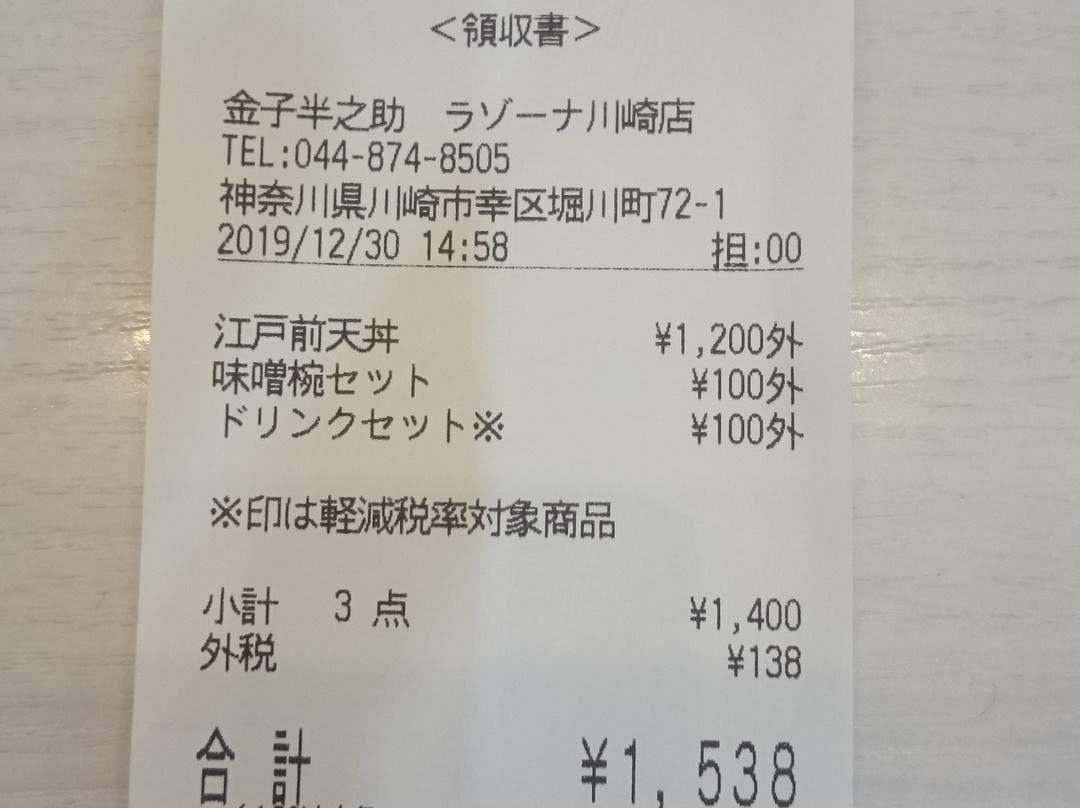 <領収書>
金子半之助 ラゾーナ川崎店
TEL:044-874-8505
神奈川県川崎市幸区堀川町72-1
2019/12/30 14:58 担:00
江戸前天丼 ¥1,200外
味噌椀セット ¥100外
ドリンクセット※ ¥100外
※印は軽減税率対象商品
小計 3 点 ¥1,400
外税 ¥138
合計 ¥1,538